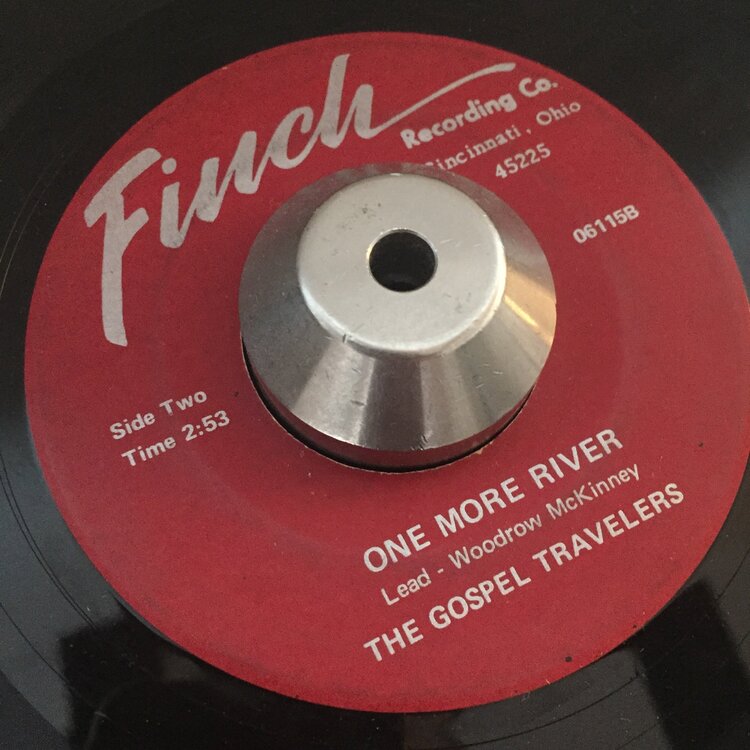 Finch
Recording Co.
Cincinnati, Ohio
45225
06115B
Side Two
Time 2:53
ONE MORE RIVER
Lead - Woodrow McKinney
THE GOSPEL TRAVELERS